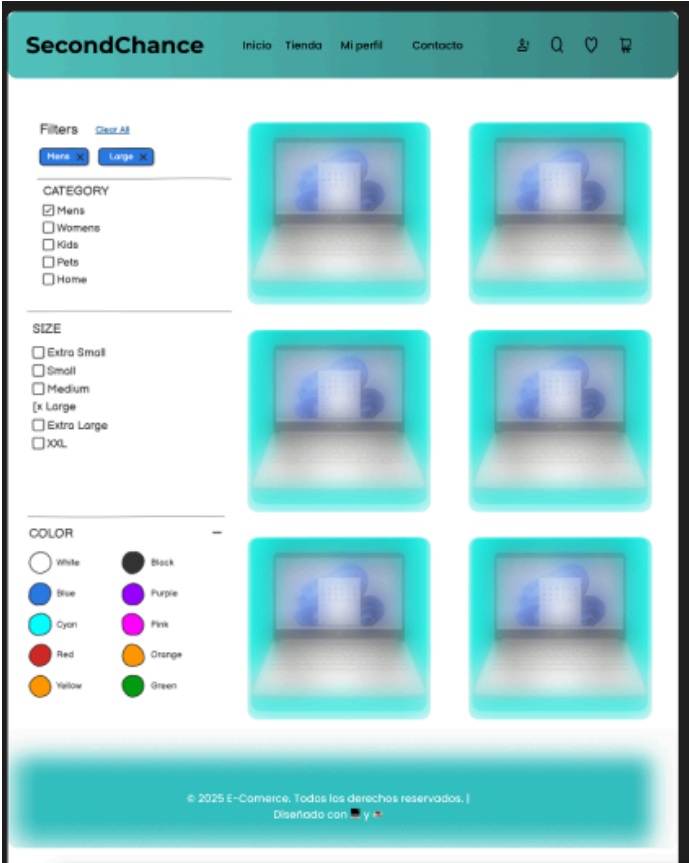 SecondChance Inicio Tienda Mi perfil Contacto
Filters Clear All
Mens X Large X
CATEGORY
Mens
Womens
Kids
Pets
Home
SIZE
Extra Small
Small
Medium
[x Large
Extra Large
XXL
COLOR
White Black
Blue Purple
Cyan Pink
Red Orange
Yellow Green
© 2025 E-Comerce. Todos los derechos reservados. |
Diseñado con 💻 y ☕